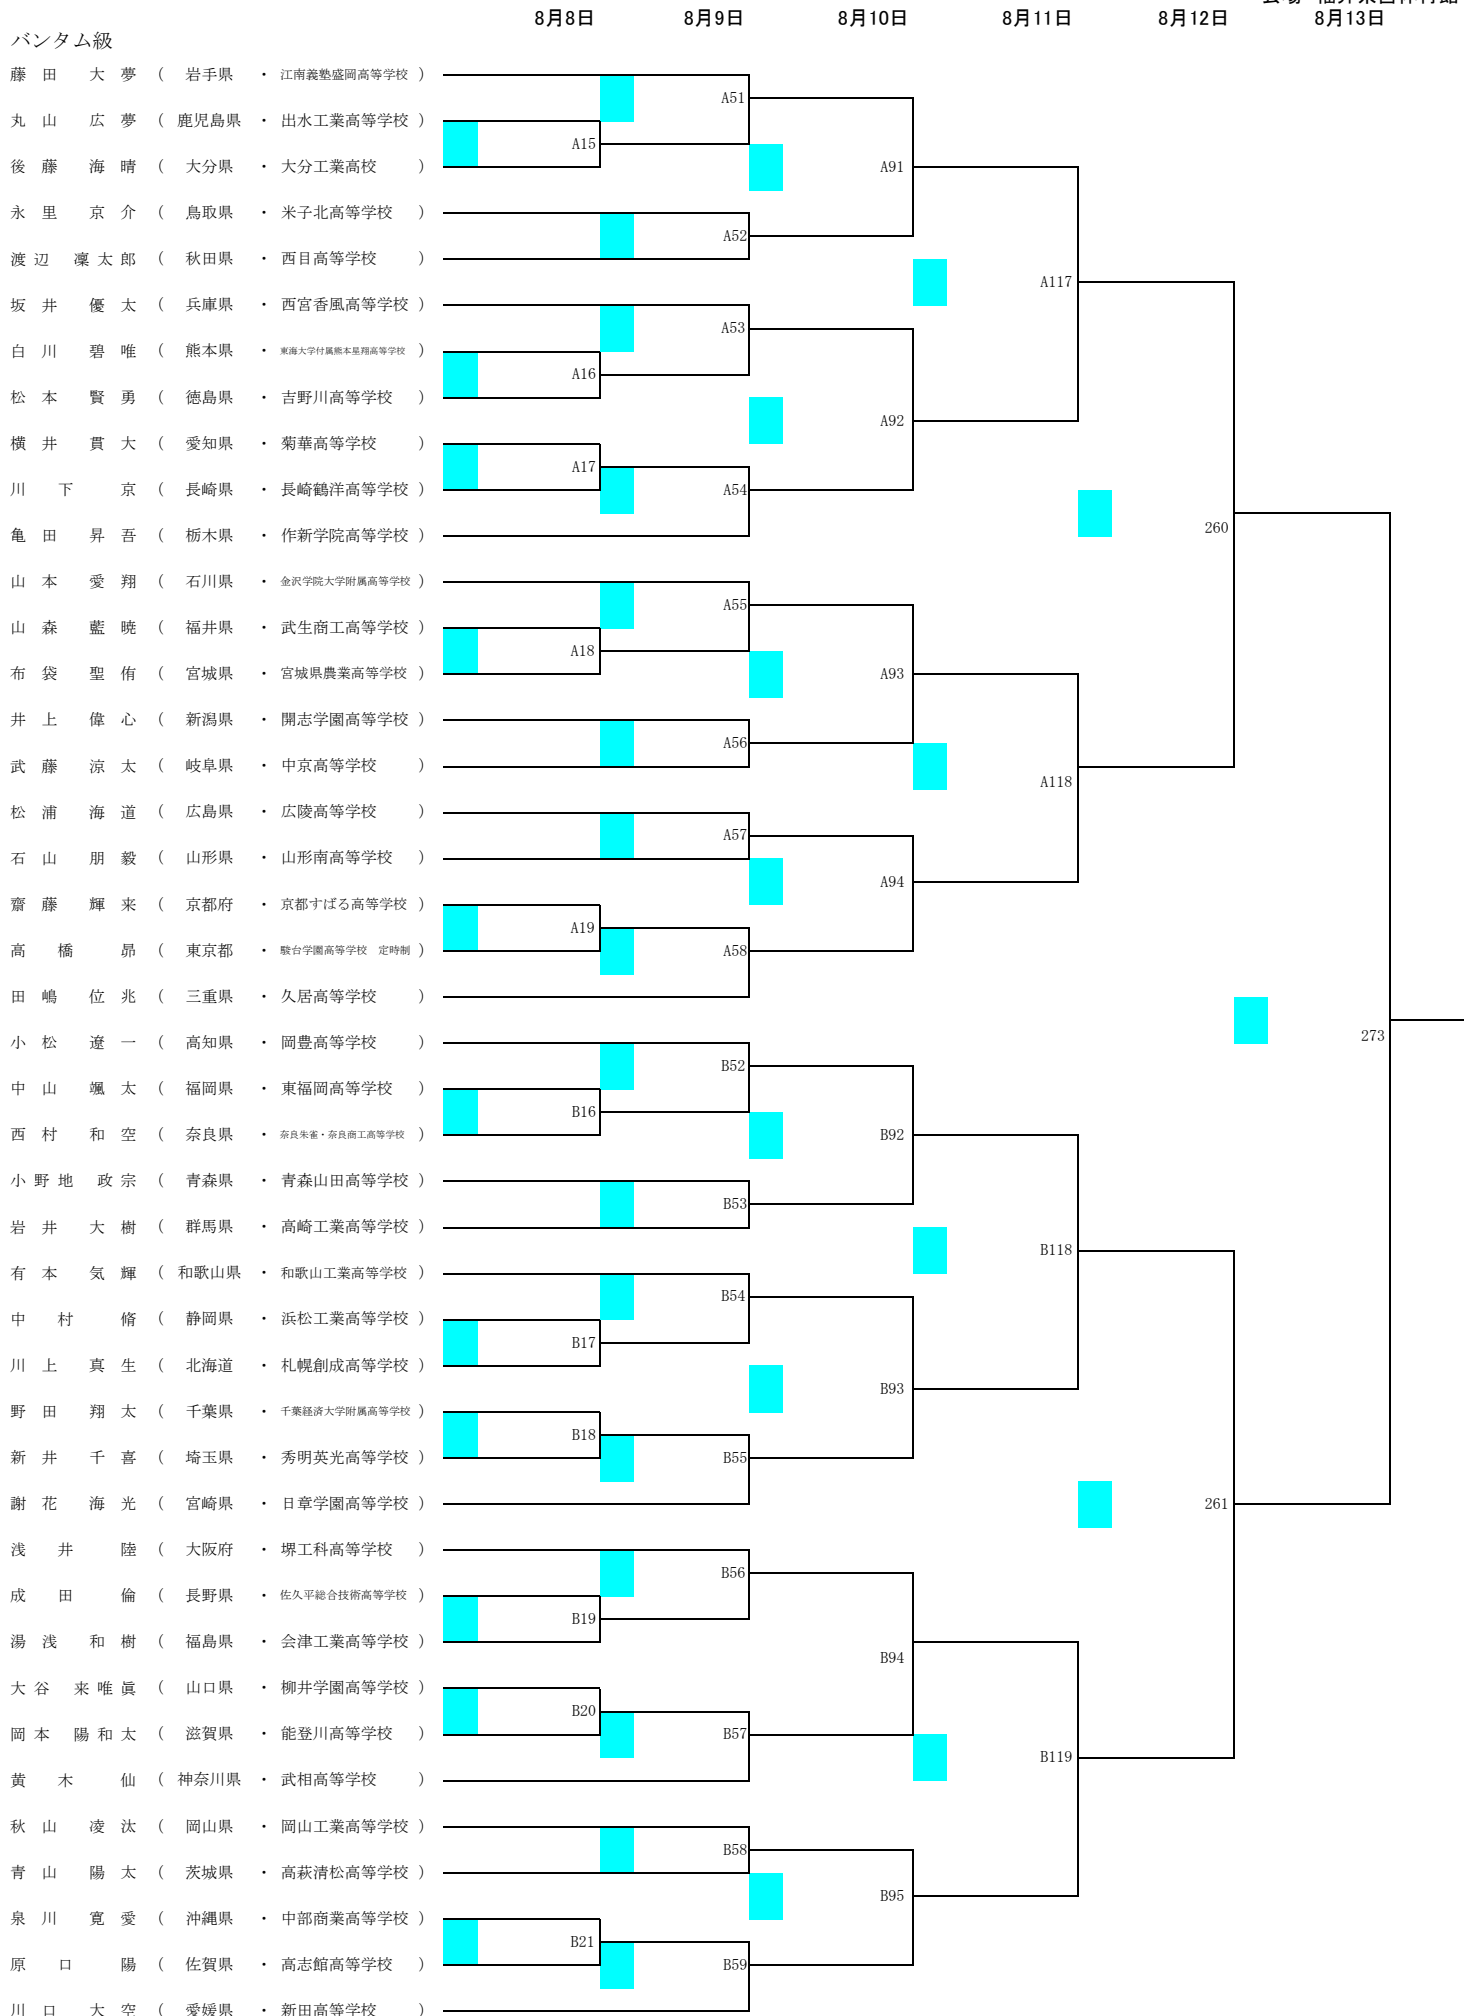 8月8日 8月9日 8月10日 8月11日 8月12日 8月13日
バンタム級
藤田 大夢 ( 岩手県 ・ 江南義塾盛岡高等学校 )
A51
丸山 広夢 ( 鹿児島県 ・ 出水工業高等学校 )
A15
後藤 海晴 ( 大分県 ・ 大分工業高校 )
A91
永里 京介 ( 鳥取県 ・ 米子北高等学校 )
A52
渡辺 凜太郎 ( 秋田県 ・ 西目高等学校 )
A117
坂井 優太 ( 兵庫県 ・ 西宮香風高等学校 )
A53
白川 碧唯 ( 熊本県 ・ 東海大学付属熊本星翔高等学校 )
A16
松本 賢勇 ( 徳島県 ・ 吉野川高等学校 )
A92
横井 貫大 ( 愛知県 ・ 菊華高等学校 )
A17
川下 京 ( 長崎県 ・ 長崎鶴洋高等学校 )
A54
260
亀田 昇吾 ( 栃木県 ・ 作新学院高等学校 )
山本 愛翔 ( 石川県 ・ 金沢学院大学附属高等学校 )
A55
山森 藍暁 ( 福井県 ・ 武生商工高等学校 )
A18
布袋 聖侑 ( 宮城県 ・ 宮城県農業高等学校 )
A93
井上 偉心 ( 新潟県 ・ 開志学園高等学校 )
A56
武藤 涼太 ( 岐阜県 ・ 中京高等学校 )
A118
松浦 海道 ( 広島県 ・ 広陵高等学校 )
A57
石山 朋毅 ( 山形県 ・ 山形南高等学校 )
A94
齋藤 輝来 ( 京都府 ・ 京都すばる高等学校 )
A19
高橋 昴 ( 東京都 ・ 駿台学園高等学校 定時制 )
A58
田嶋 位兆 ( 三重県 ・ 久居高等学校 )
273
小松 遼一 ( 高知県 ・ 岡豊高等学校 )
B52
中山 颯太 ( 福岡県 ・ 東福岡高等学校 )
B16
西村 和空 ( 奈良県 ・ 奈良朱雀・奈良商工高等学校 )
B92
小野地 政宗 ( 青森県 ・ 青森山田高等学校 )
B53
岩井 大樹 ( 群馬県 ・ 高崎工業高等学校 )
B118
有本 気輝 ( 和歌山県 ・ 和歌山工業高等学校 )
B54
中村 脩 ( 静岡県 ・ 浜松工業高等学校 )
B17
川上 真生 ( 北海道 ・ 札幌創成高等学校 )
B93
野田 翔太 ( 千葉県 ・ 千葉経済大学附属高等学校 )
B18
新井 千喜 ( 埼玉県 ・ 秀明英光高等学校 )
B55
謝花 海光 ( 宮崎県 ・ 日章学園高等学校 )
261
浅井 陸 ( 大阪府 ・ 堺工科高等学校 )
B56
成田 倫 ( 長野県 ・ 佐久平総合技術高等学校 )
B19
湯浅 和樹 ( 福島県 ・ 会津工業高等学校 )
B94
大谷 来唯眞 ( 山口県 ・ 柳井学園高等学校 )
B20
岡本 陽和太 ( 滋賀県 ・ 能登川高等学校 )
B57
B119
黄木 仙 ( 神奈川県 ・ 武相高等学校 )
秋山 凌汰 ( 岡山県 ・ 岡山工業高等学校 )
B58
青山 陽太 ( 茨城県 ・ 高萩清松高等学校 )
B95
泉川 寛愛 ( 沖縄県 ・ 中部商業高等学校 )
B21
原口 陽 ( 佐賀県 ・ 高志館高等学校 )
B59
川口 大空 ( 愛媛県 ・ 新田高等学校 )